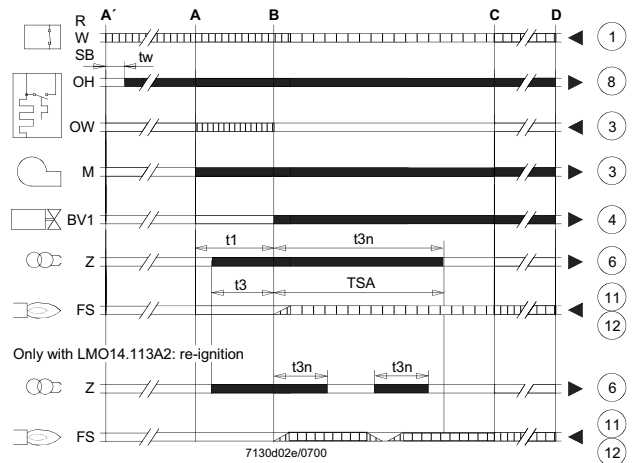 A´ A B C D
R
W 1
SB tw
OH 8
OW 3
M 3
BV1 4
t1 t3n
Z 6
t3 TSA
FS 11
12
Only with LMO14.113A2: re-ignition
t3n t3n
Z 6
FS 11
12
7130d02e/0700